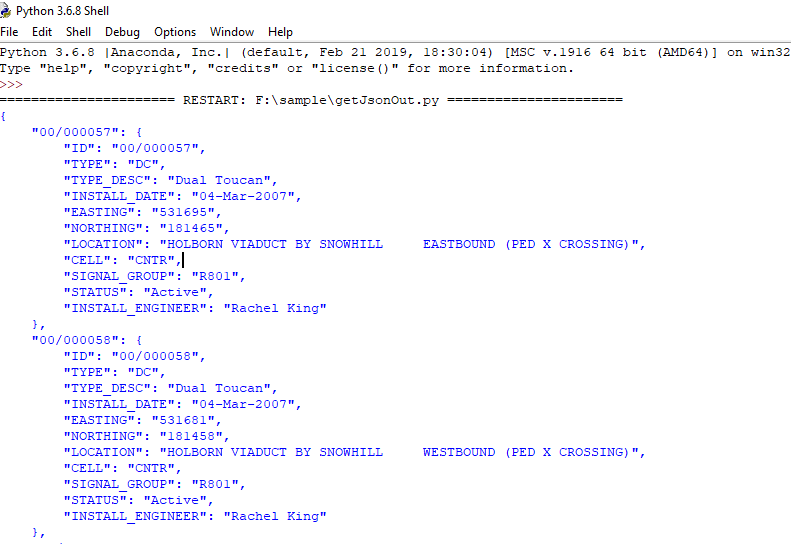 Python 3.6.8 Shell
File Edit Shell Debug Options Window Help
Python 3.6.8 |Anaconda, Inc.| (default, Feb 21 2019, 18:30:04) [MSC v.1916 64 bit (AMD64)] on win32
Type "help", "copyright", "credits" or "license()" for more information.
>>>
====================== RESTART: F:\sample\getJsonOut.py ======================
{
    "00/000057": {
        "ID": "00/000057",
        "TYPE": "DC",
        "TYPE_DESC": "Dual Toucan",
        "INSTALL_DATE": "04-Mar-2007",
        "EASTING": "531695",
        "NORTHING": "181465",
        "LOCATION": "HOLBORN VIADUCT BY SNOWHILL     EASTBOUND (PED X CROSSING)",
        "CELL": "CNTR",
        "SIGNAL_GROUP": "R801",
        "STATUS": "Active",
        "INSTALL_ENGINEER": "Rachel King"
    },
    "00/000058": {
        "ID": "00/000058",
        "TYPE": "DC",
        "TYPE_DESC": "Dual Toucan",
        "INSTALL_DATE": "04-Mar-2007",
        "EASTING": "531681",
        "NORTHING": "181458",
        "LOCATION": "HOLBORN VIADUCT BY SNOWHILL     WESTBOUND (PED X CROSSING)",
        "CELL": "CNTR",
        "SIGNAL_GROUP": "R801",
        "STATUS": "Active",
        "INSTALL_ENGINEER": "Rachel King"
    },